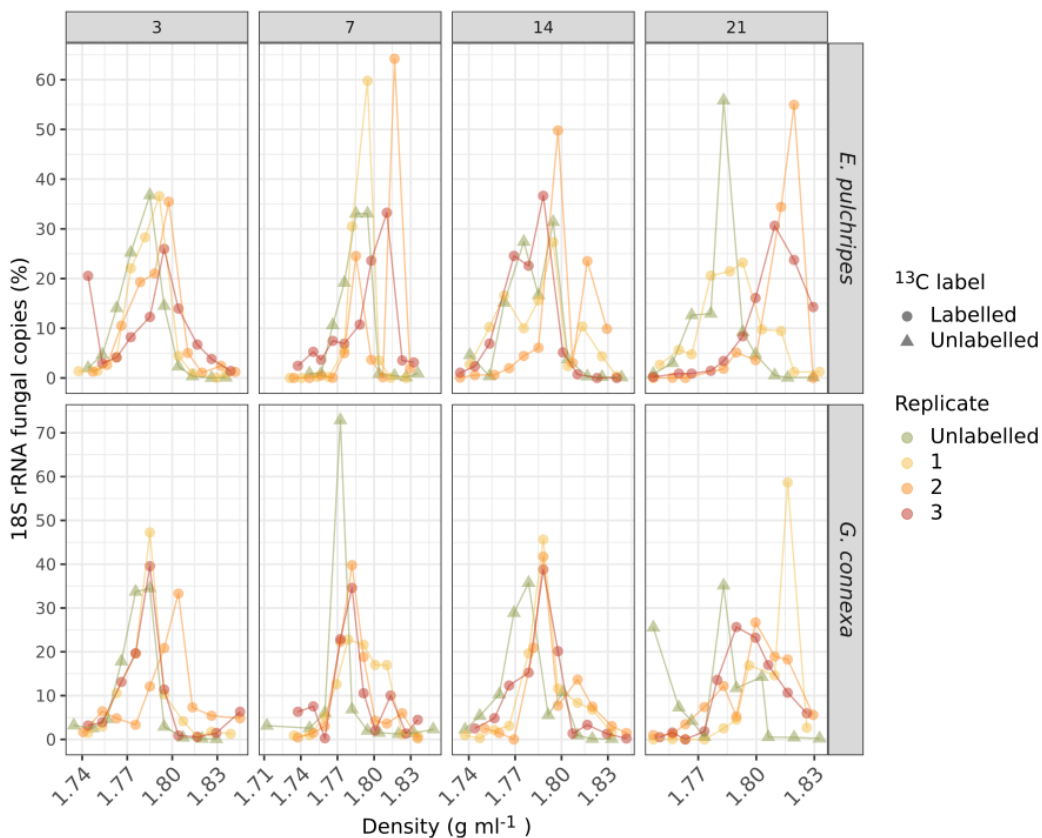 3 7 14 21
60
50
40
30
20
10
0
E. pulchripes
70
60
50
40
30
20
10
0
G. connexa
18S rRNA fungal copies (%)
1.74 1.77 1.80 1.83 1.71 1.74 1.77 1.80 1.83 1.74 1.77 1.80 1.83 1.77 1.80 1.83
Density (g ml⁻¹ )
¹³C label
Labelled
Unlabelled
Replicate
Unlabelled
1
2
3